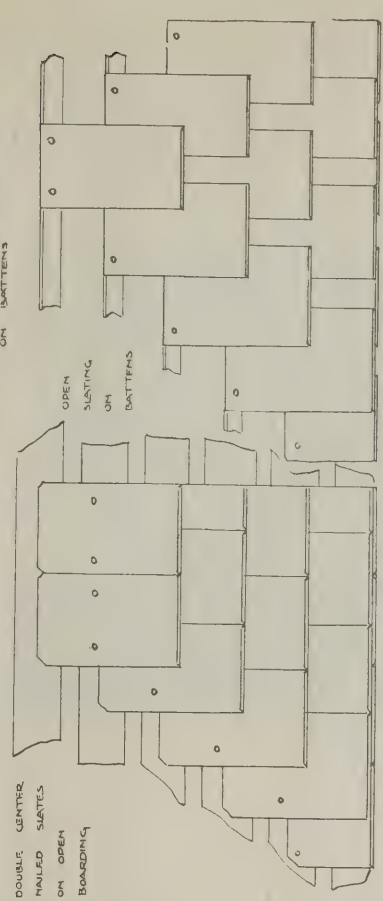 ON BATTENS
OPEN
SLATING
ON
BATTENS
DOUBLE CENTER
NAILED SLATES
ON OPEN
BOARDING